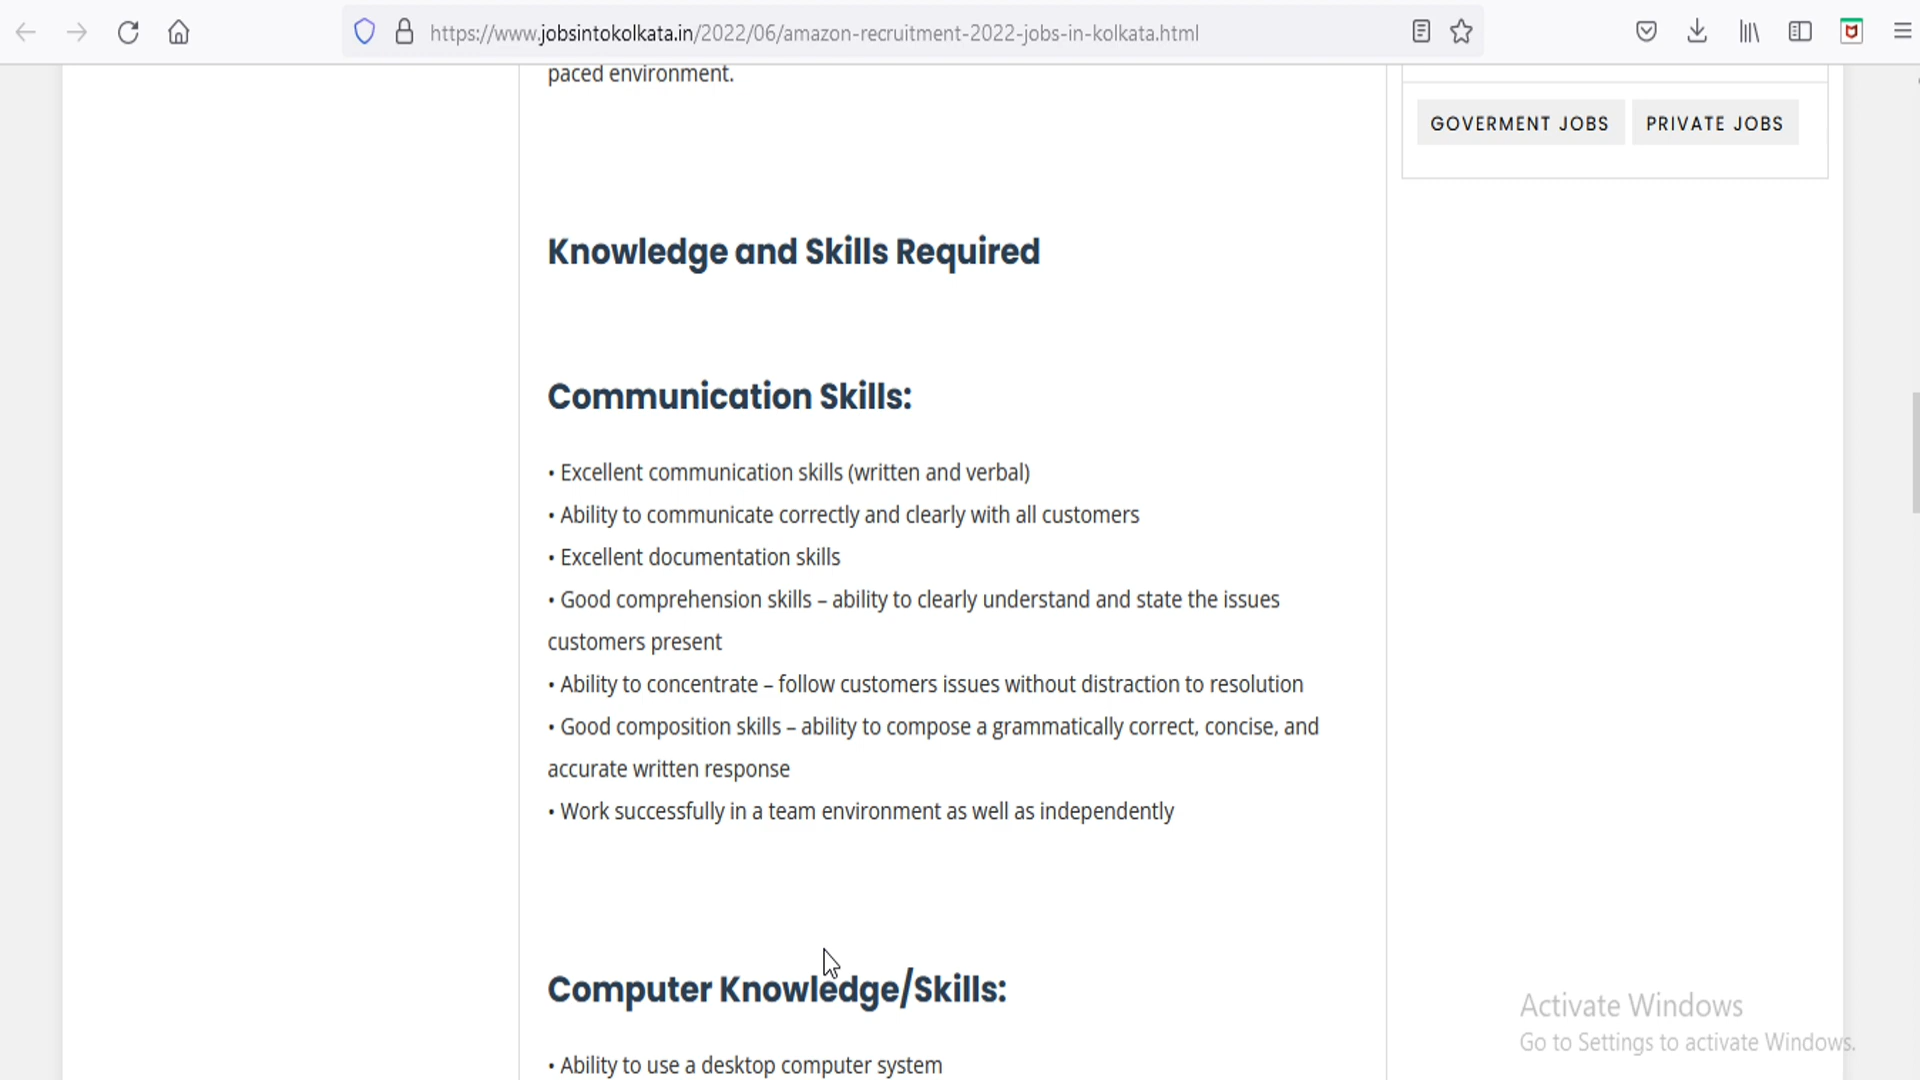 https://www.jobsintokolkata.in/2022/06/amazon-recruitment-2022-jobs-in-kolkata.html
paced environment.
GOVERMENT JOBS PRIVATE JOBS
Knowledge and Skills Required
Communication Skills:
• Excellent communication skills (written and verbal)
• Ability to communicate correctly and clearly with all customers
• Excellent documentation skills
• Good comprehension skills – ability to clearly understand and state the issues
customers present
• Ability to concentrate – follow customers issues without distraction to resolution
• Good composition skills – ability to compose a grammatically correct, concise, and
accurate written response
• Work successfully in a team environment as well as independently
Computer Knowledge/Skills:
• Ability to use a desktop computer system
Activate Windows
Go to Settings to activate Windows.